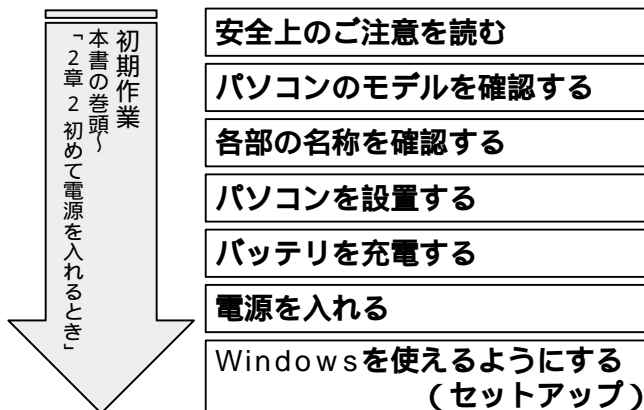 初期作業
本書の巻頭～
「2章 2 初めて電源を入れるとき」
安全上のご注意を読む
パソコンのモデルを確認する
各部の名称を確認する
パソコンを設置する
バッテリを充電する
電源を入れる
Windowsを使えるようにする
（セットアップ）